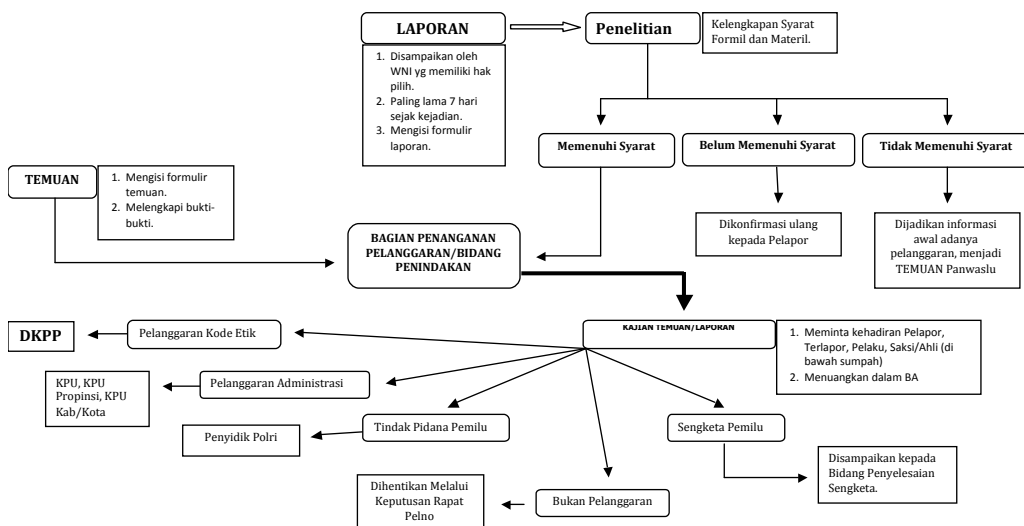 LAPORAN
1. Disampaikan oleh
WNI yg memiliki hak
pilih.
2. Paling lama 7 hari
sejak kejadian.
3. Mengisi formulir
laporan.
Penelitian
Kelengkapan Syarat
Formil dan Materil.
Memenuhi Syarat
Belum Memenuhi Syarat
Tidak Memenuhi Syarat
TEMUAN
1. Mengisi formulir
temuan.
2. Melengkapi bukti-
bukti.
Dikonfirmasi ulang
kepada Pelapor
Dijadikan informasi
awal adanya
pelanggaran, menjadi
TEMUAN Panwaslu
BAGIAN PENANGANAN
PELANGGARAN/BIDANG
PENINDAKAN
KAJIAN TEMUAN/LAPORAN
1. Meminta kehadiran Pelapor,
Terlapor, Pelaku, Saksi/Ahli (di
bawah sumpah)
2. Menuangkan dalam BA
DKPP
Pelanggaran Kode Etik
KPU, KPU
Propinsi, KPU
Kab/Kota
Pelanggaran Administrasi
Penyidik Polri
Tindak Pidana Pemilu
Sengketa Pemilu
Disampaikan kepada
Bidang Penyelesaian
Sengketa.
Dihentikan Melalui
Keputusan Rapat
Pelno
Bukan Pelanggaran